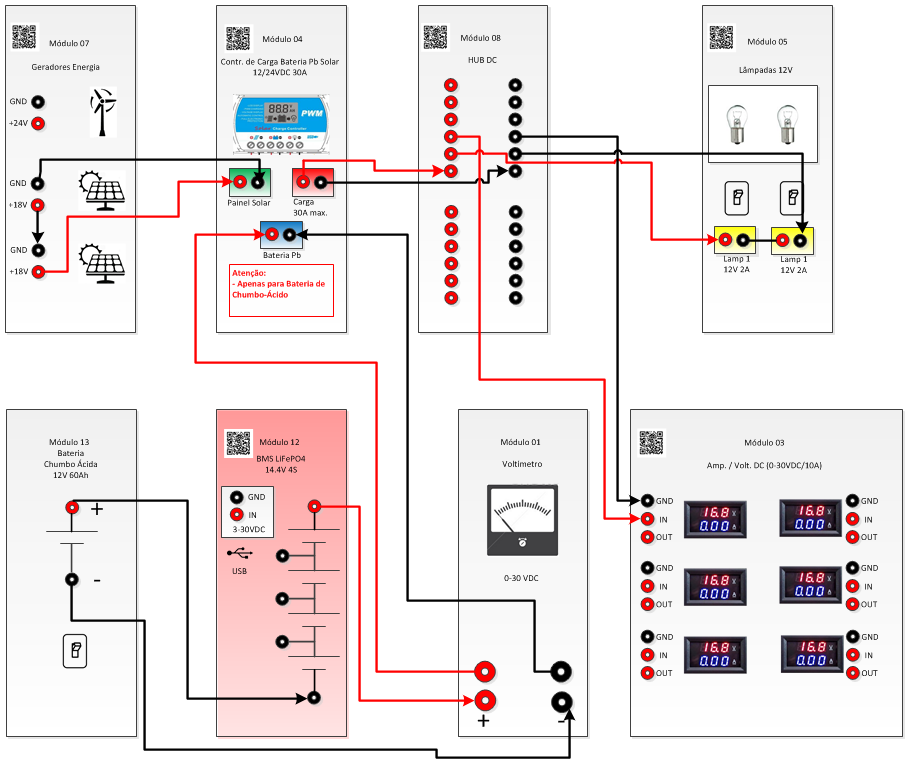 Módulo 07
Geradores Energia
GND
+24V
GND
+18V
GND
+18V
Módulo 04
Contr. de Carga Bateria Pb Solar
12/24VDC 30A
PWM
Painel Solar
Carga
30A max.
Bateria Pb
Atenção:
- Apenas para Bateria de
Chumbo-Ácido
Módulo 08
HUB DC
Módulo 05
Lâmpadas 12V
Lamp 1
12V 2A
Lamp 1
12V 2A
Módulo 13
Bateria
Chumbo Ácida
12V 60Ah
+
-
Módulo 12
BMS LiFePO4
14.4V 4S
GND
IN
3-30VDC
USB
Módulo 01
Voltímetro
0-30 VDC
+
-
Módulo 03
Amp. / Volt. DC (0-30VDC/10A)
GND
IN
OUT
16.8 V
0.00 A
16.8 V
0.00 A
GND
IN
OUT
GND
IN
OUT
16.8 V
0.00 A
16.8 V
0.00 A
GND
IN
OUT
GND
IN
OUT
16.8 V
0.00 A
16.8 V
0.00 A
GND
IN
OUT